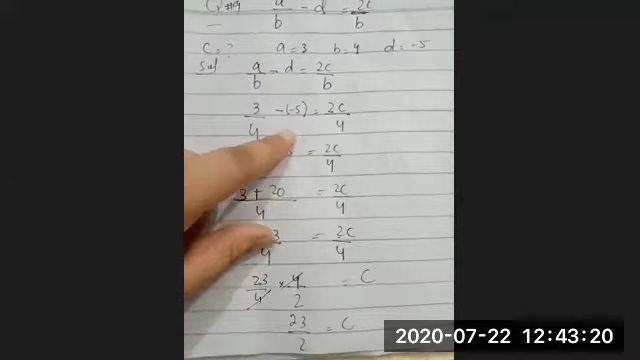 a/b - d = 2c/b
C = ? a = 3 b = 4 d = -5
Sol a/b - d = 2c/b
3/4 - (-5) = 2c/4
= 2c/4
3 + 20/4 = 2c/4
3/4 = 2c/4
23/4 × 4/2 = C
23/2 = C
2020-07-22 12:43:20